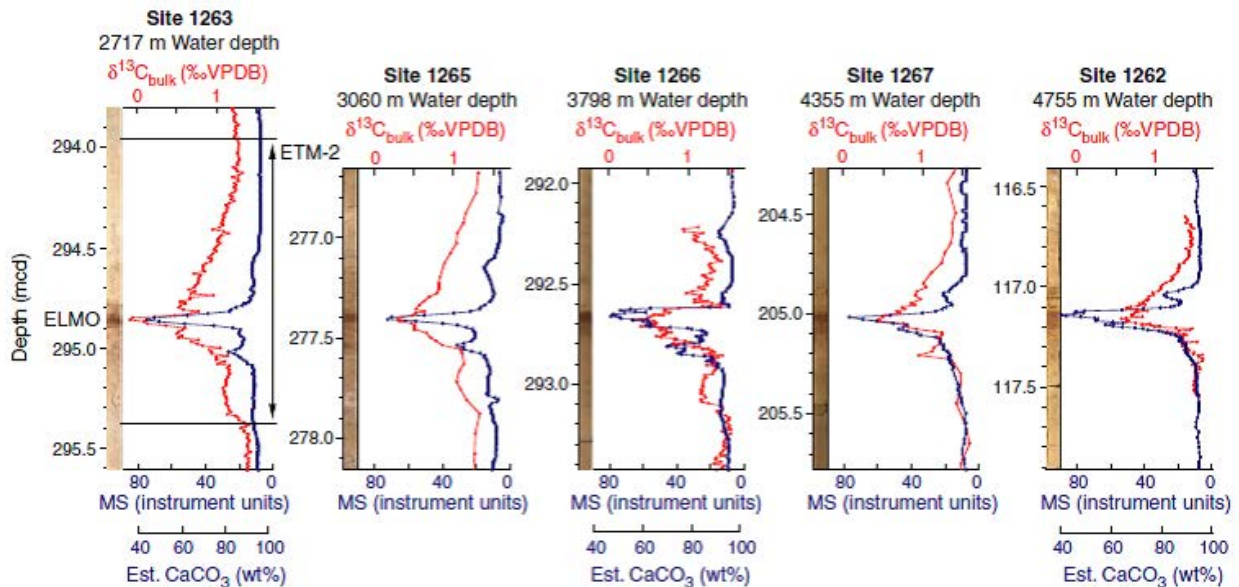 Site 1263
2717 m Water depth
δ13Cbulk (‰VPDB)
0 1
294.0
294.5
ELMO
295.0
295.5
Depth (mcd)
ETM-2
80 40 0
MS (instrument units)
40 60 80 100
Est. CaCO3 (wt%)
Site 1265
3060 m Water depth
δ13Cbulk (‰VPDB)
0 1
277.0
277.5
278.0
80 40 0
MS (instrument units)
Site 1266
3798 m Water depth
δ13Cbulk (‰VPDB)
0 1
292.0
292.5
293.0
80 40 0
MS (instrument units)
40 60 80 100
Est. CaCO3 (wt%)
Site 1267
4355 m Water depth
δ13Cbulk (‰VPDB)
0 1
204.5
205.0
205.5
80 40 0
MS (instrument units)
Site 1262
4755 m Water depth
δ13Cbulk (‰VPDB)
0 1
116.5
117.0
117.5
80 40 0
MS (instrument units)
40 60 80 100
Est. CaCO3 (wt%)